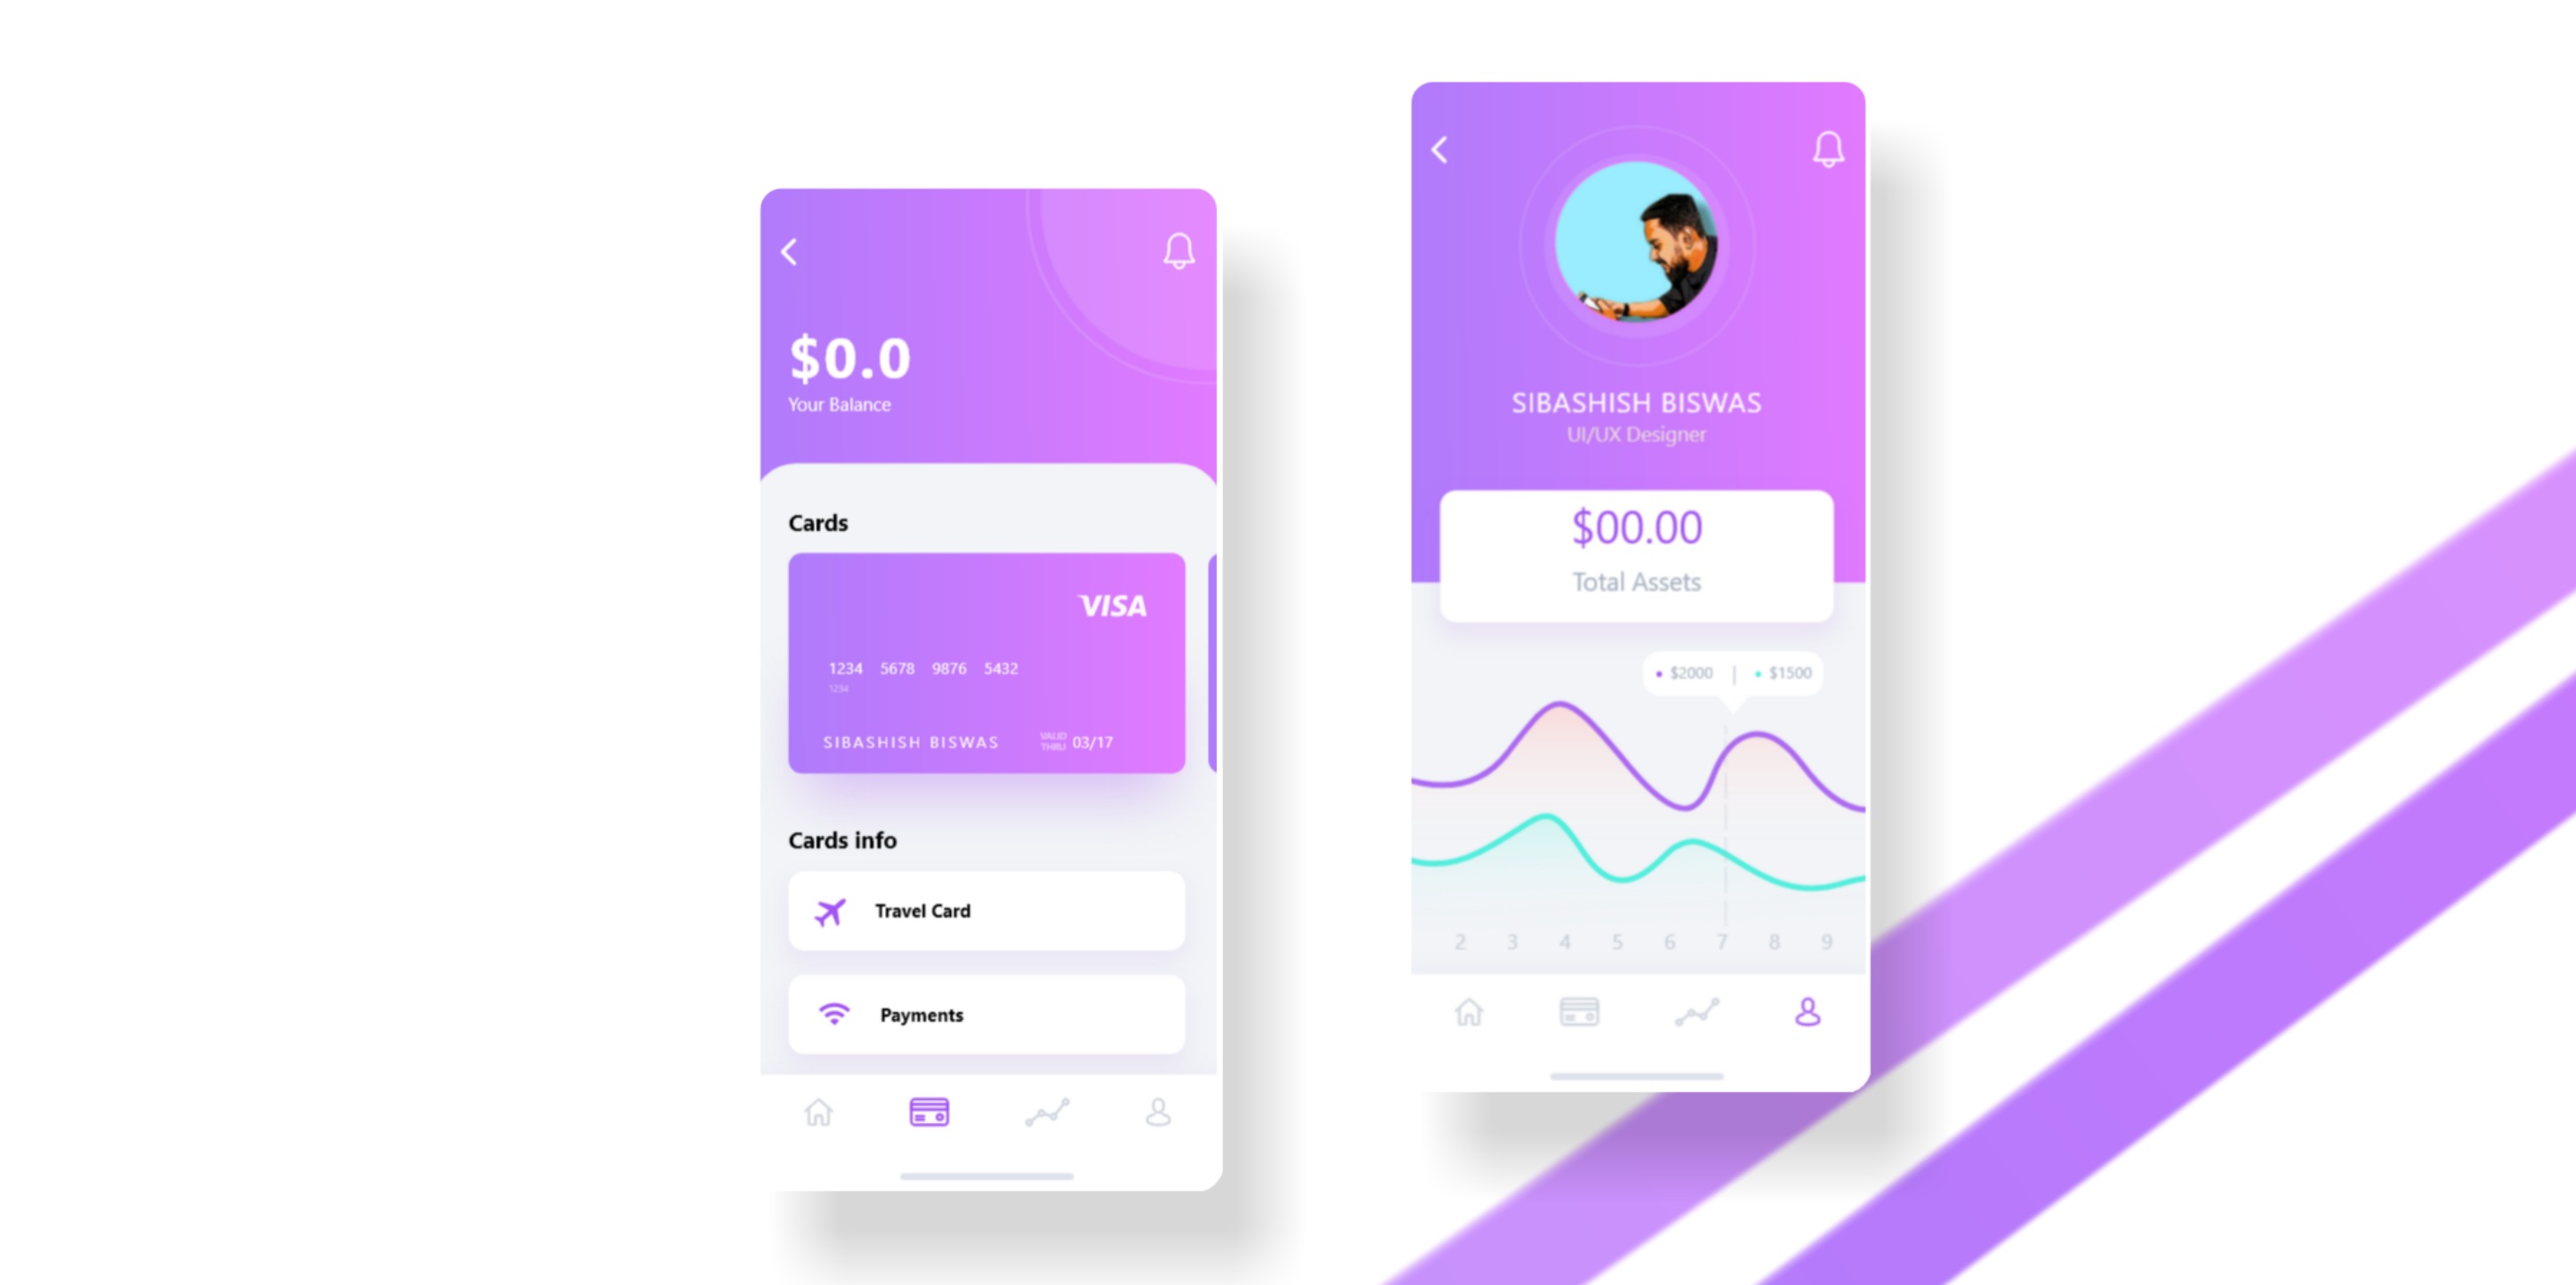 $0.0
Your Balance
Cards
VISA
1234 5678 9876 5432
1234
SIBASHISH BISWAS VALID THRU 03/17
Cards info
Travel Card
Payments
SIBASHISH BISWAS
UI/UX Designer
$00.00
Total Assets
$2000 | $1500
2 3 4 5 6 7 8 9